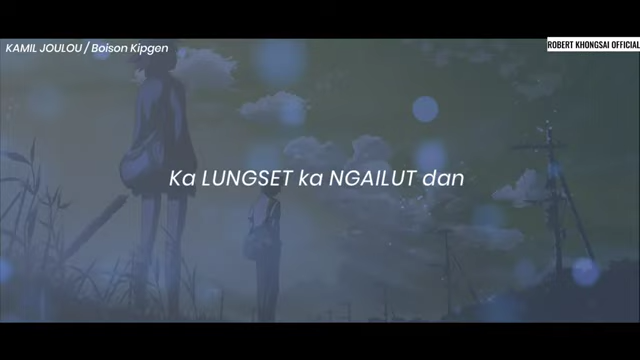 KAMIL JOULOU / Boison Kipgen
ROBERT KHONGSAI OFFICIAL
Ka LUNGSET ka NGAILUT dan